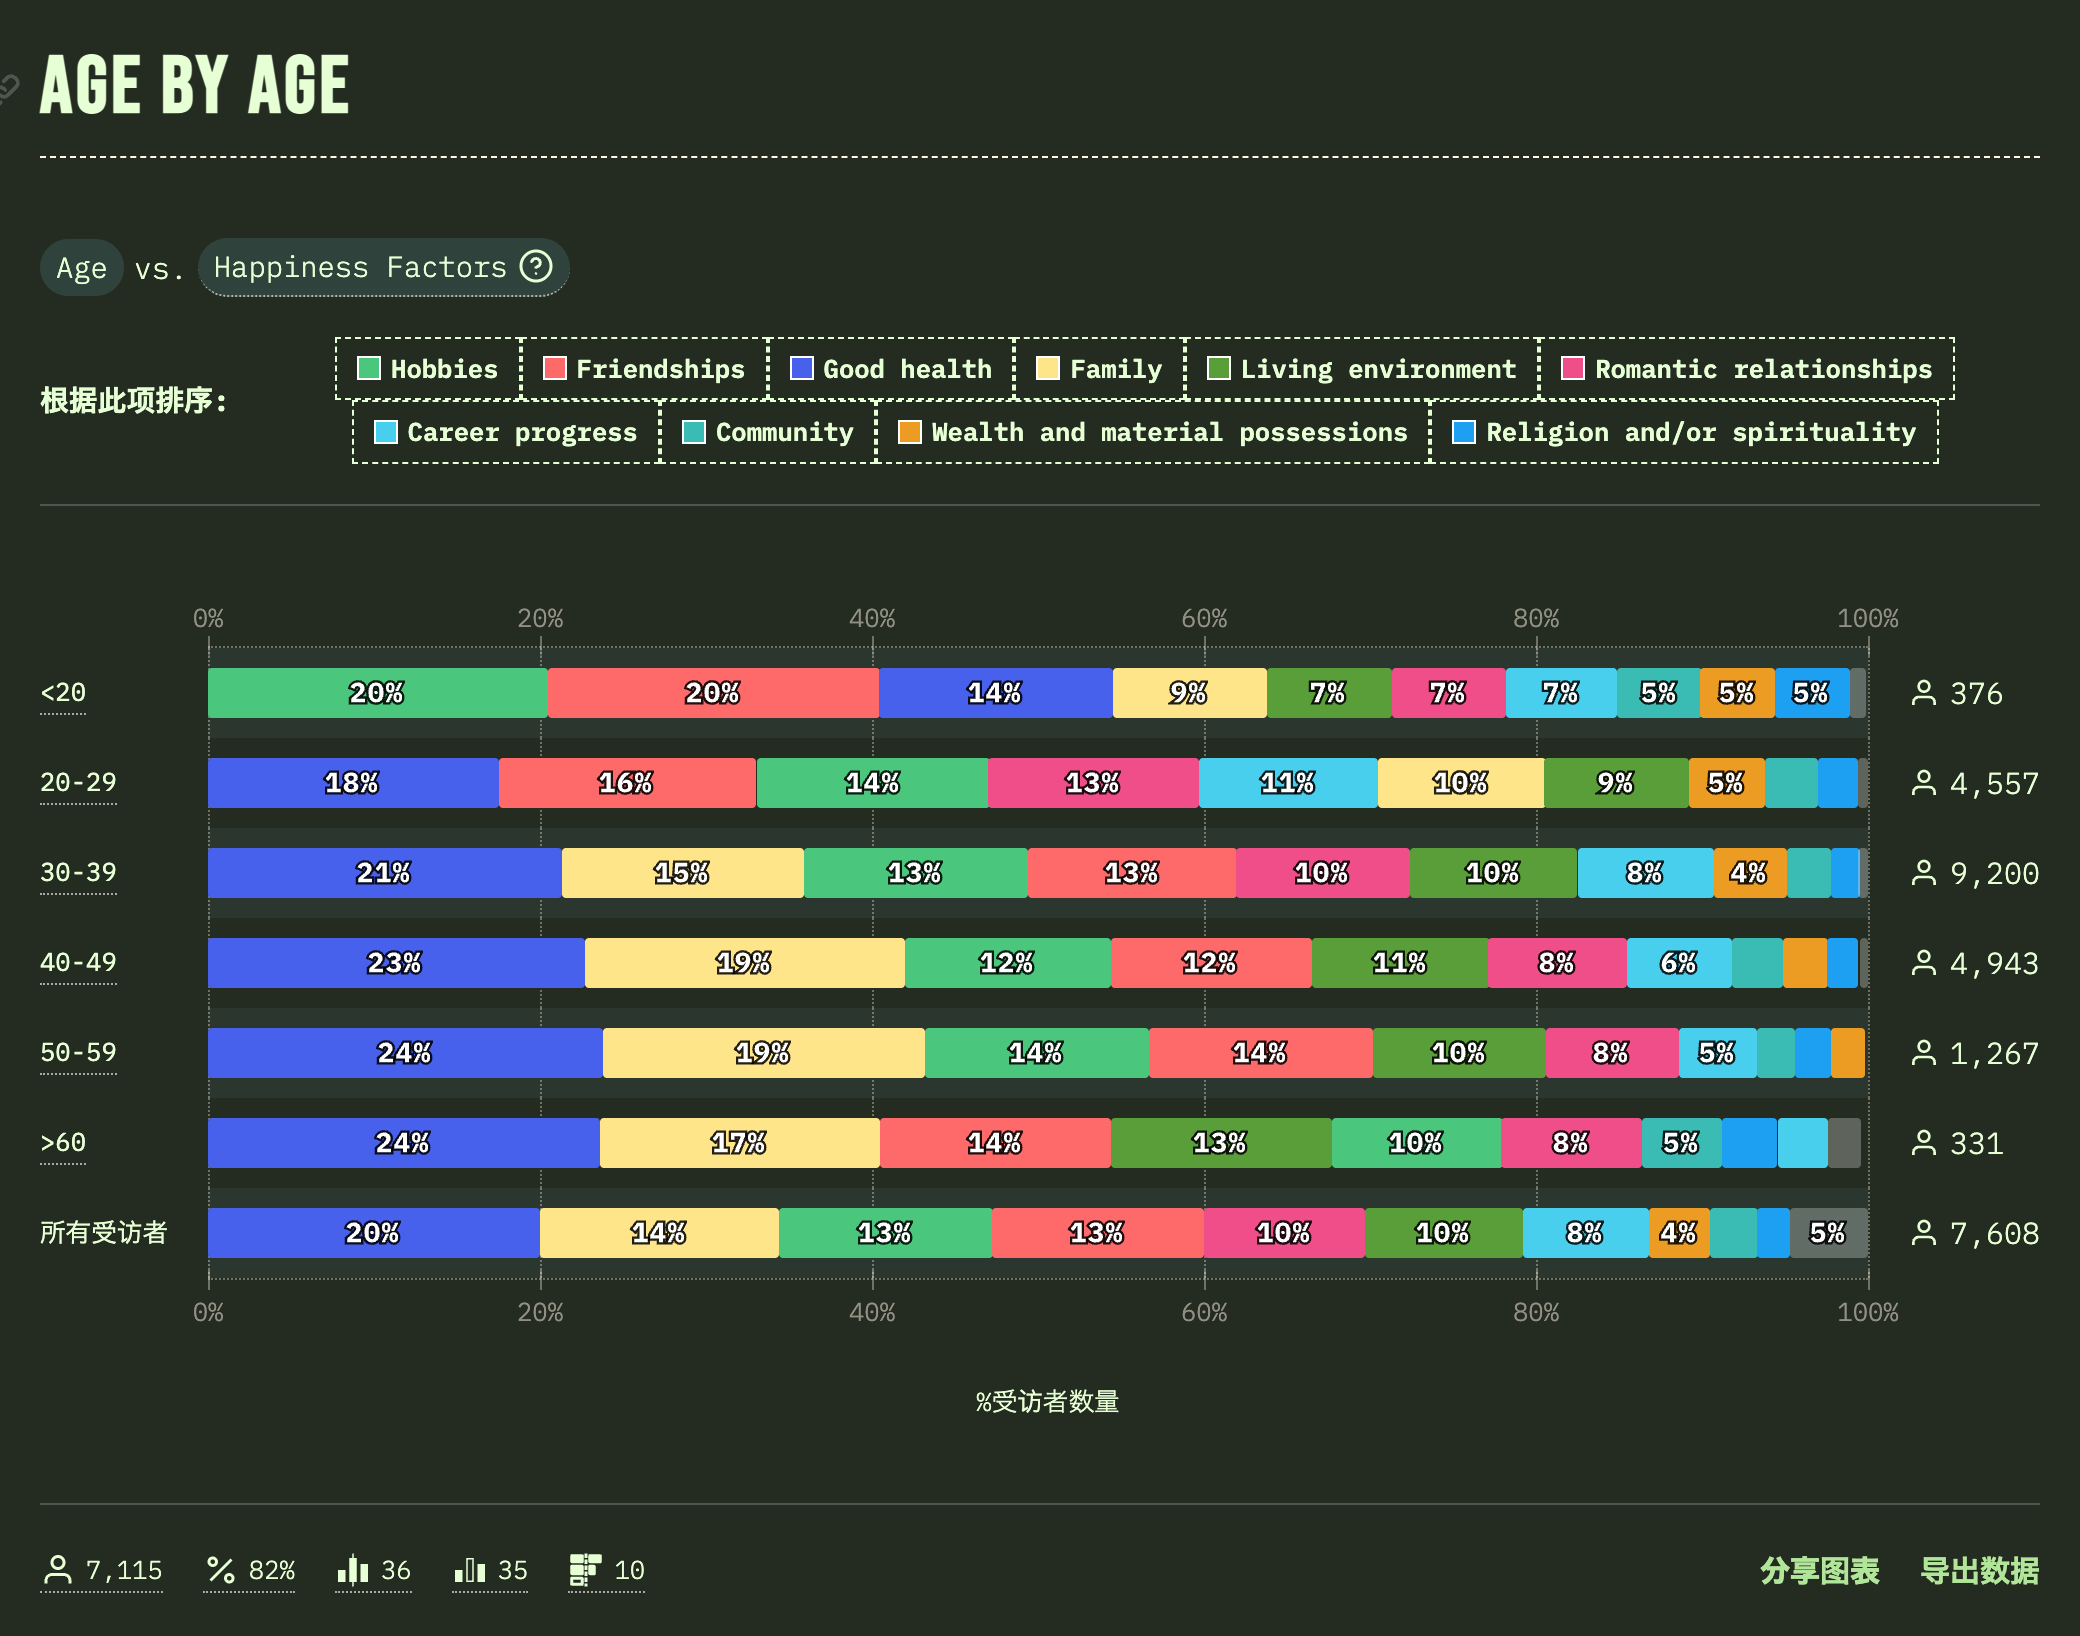 AGE BY AGE
Age vs. Happiness Factors ?
Hobbies Friendships Good health Family Living environment Romantic relationships
根据此项排序:
Career progress Community Wealth and material possessions Religion and/or spirituality
0% 20% 40% 60% 80% 100%
<20 20% 20% 14% 9% 7% 7% 7% 5% 5% 5% 376
20-29 18% 16% 14% 13% 11% 10% 9% 5% 4,557
30-39 21% 15% 13% 13% 10% 10% 8% 4% 9,200
40-49 23% 19% 12% 12% 11% 8% 6% 4,943
50-59 24% 19% 14% 14% 10% 8% 5% 1,267
>60 24% 17% 14% 13% 10% 8% 5% 331
所有受访者 20% 14% 13% 13% 10% 10% 8% 4% 5% 7,608
0% 20% 40% 60% 80% 100%
%受访者数量
7,115 % 82% 36 35 10 分享图表 导出数据